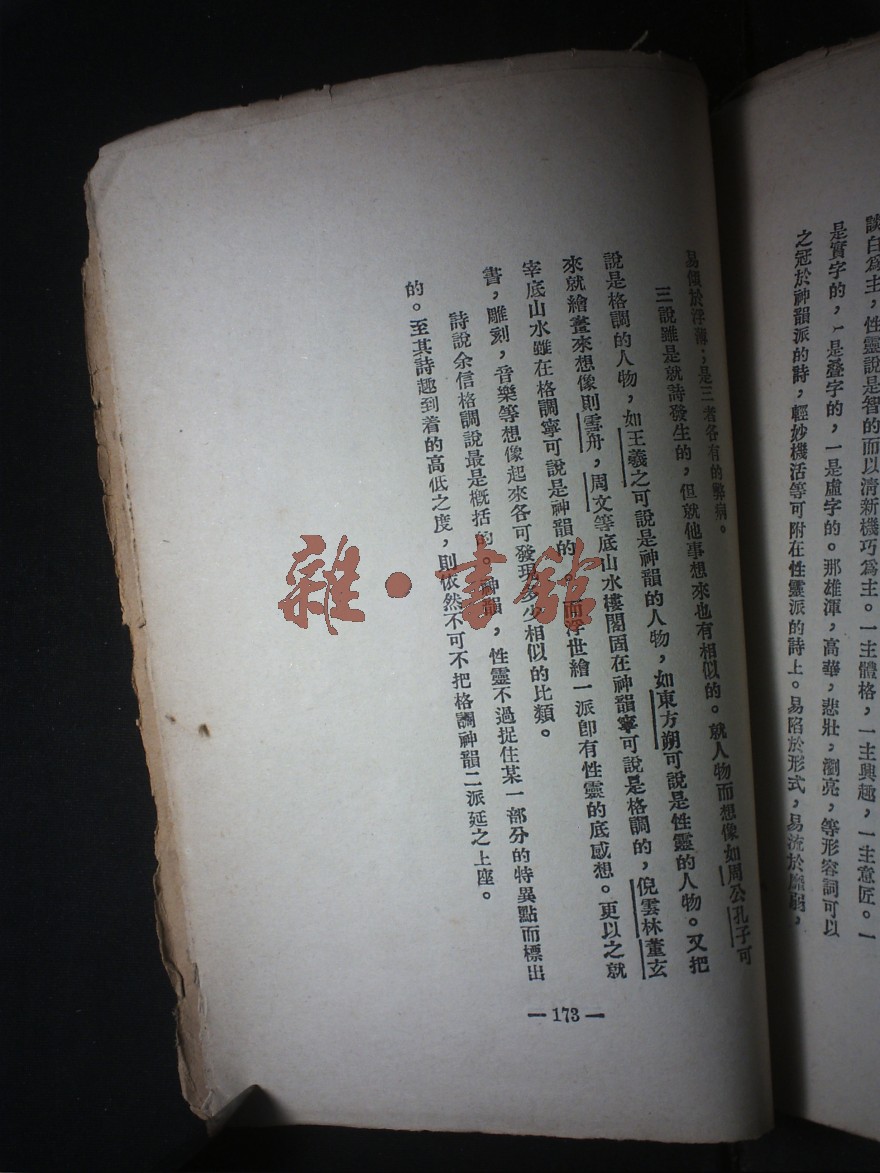 談白爲主，性靈說是智的而以淸新機巧爲主。一主體格，一主興趣，一主意匠。一
是實字的，一是疊字的，一是虛字的。那雄渾，高華，悲壯，瀏亮，等形容詞可以
之冠於神韻派的詩，輕妙機活等可附在性靈派的詩上。易陷於形式，易流於
易傾於浮薄；是三者各有的弊病。
三說雖是就詩發生的，但就他事想來也有相似的。就人物而想像如周公孔子可
說是格調的人物，如王羲之可說是神韻的人物，如東方朔可說是性靈的人物。又把
來就繪畫來想像則雪舟，周文等底山水樓閣固在神韻寧可說是格調的，倪雲林董玄
宰底山水雖在格調寧可說是神韻的。而浮世繪一派卽有性靈的底感想。更以之就
書，雕刻，音樂等想像起來各可發現多少相似的比類。
詩說余信格調說最是槪括的。神韻，性靈不過捉住某一部分的特異點而標出
的。至其詩趣到着的高低之度，則依然不可不把格調神韻二派延之上座。
— 173 —
雜·書館